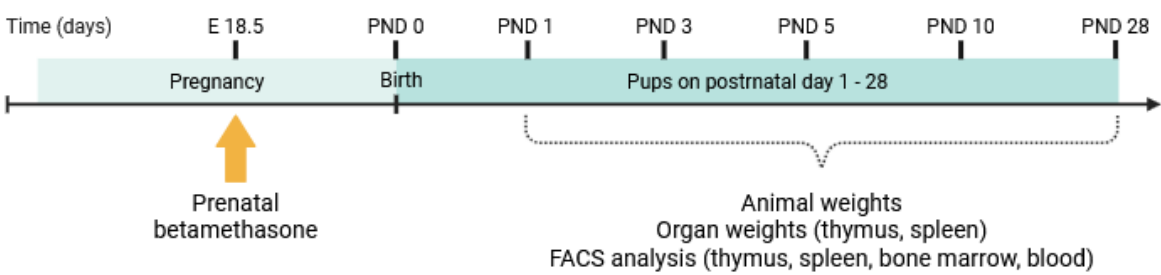 Time (days) E 18.5 PND 0 PND 1 PND 3 PND 5 PND 10 PND 28
Pregnancy Birth Pups on postrnatal day 1 - 28
Prenatal
betamethasone
Animal weights
Organ weights (thymus, spleen)
FACS analysis (thymus, spleen, bone marrow, blood)